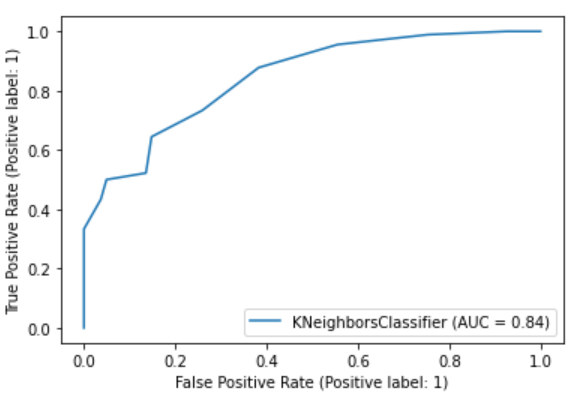 True Positive Rate (Positive label: 1)
1.0
0.8
0.6
0.4
0.2
0.0
KNeighborsClassifier (AUC = 0.84)
0.0 0.2 0.4 0.6 0.8 1.0
False Positive Rate (Positive label: 1)